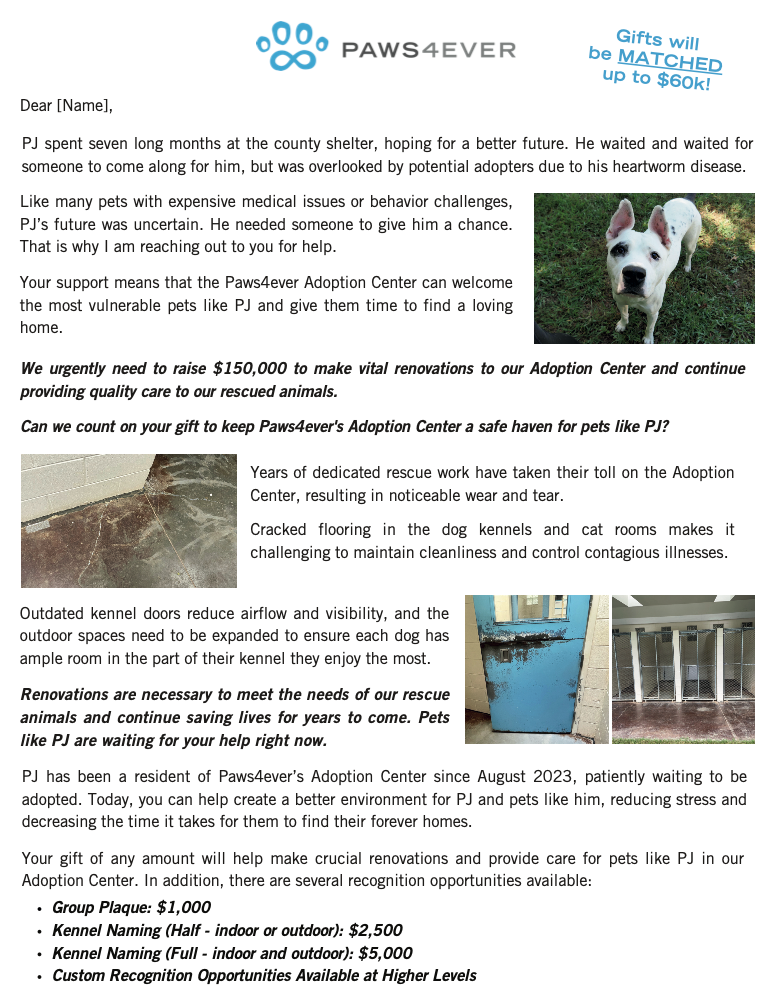 PAWS4EVER
Gifts will
be MATCHED
up to $60k!
Dear [Name],
PJ spent seven long months at the county shelter, hoping for a better future. He waited and waited for
someone to come along for him, but was overlooked by potential adopters due to his heartworm disease.
Like many pets with expensive medical issues or behavior challenges,
PJ's future was uncertain. He needed someone to give him a chance.
That is why I am reaching out to you for help.
Your support means that the Paws4ever Adoption Center can welcome
the most vulnerable pets like PJ and give them time to find a loving
home.
We urgently need to raise $150,000 to make vital renovations to our Adoption Center and continue
providing quality care to our rescued animals.
Can we count on your gift to keep Paws4ever's Adoption Center a safe haven for pets like PJ?
Years of dedicated rescue work have taken their toll on the Adoption
Center, resulting in noticeable wear and tear.
Cracked flooring in the dog kennels and cat rooms makes it
challenging to maintain cleanliness and control contagious illnesses.
Outdated kennel doors reduce airflow and visibility, and the
outdoor spaces need to be expanded to ensure each dog has
ample room in the part of their kennel they enjoy the most.
Renovations are necessary to meet the needs of our rescue
animals and continue saving lives for years to come. Pets
like PJ are waiting for your help right now.
PJ has been a resident of Paws4ever's Adoption Center since August 2023, patiently waiting to be
adopted. Today, you can help create a better environment for PJ and pets like him, reducing stress and
decreasing the time it takes for them to find their forever homes.
Your gift of any amount will help make crucial renovations and provide care for pets like PJ in our
Adoption Center. In addition, there are several recognition opportunities available:
• Group Plaque: $1,000
• Kennel Naming (Half - indoor or outdoor): $2,500
• Kennel Naming (Full - indoor and outdoor): $5,000
• Custom Recognition Opportunities Available at Higher Levels